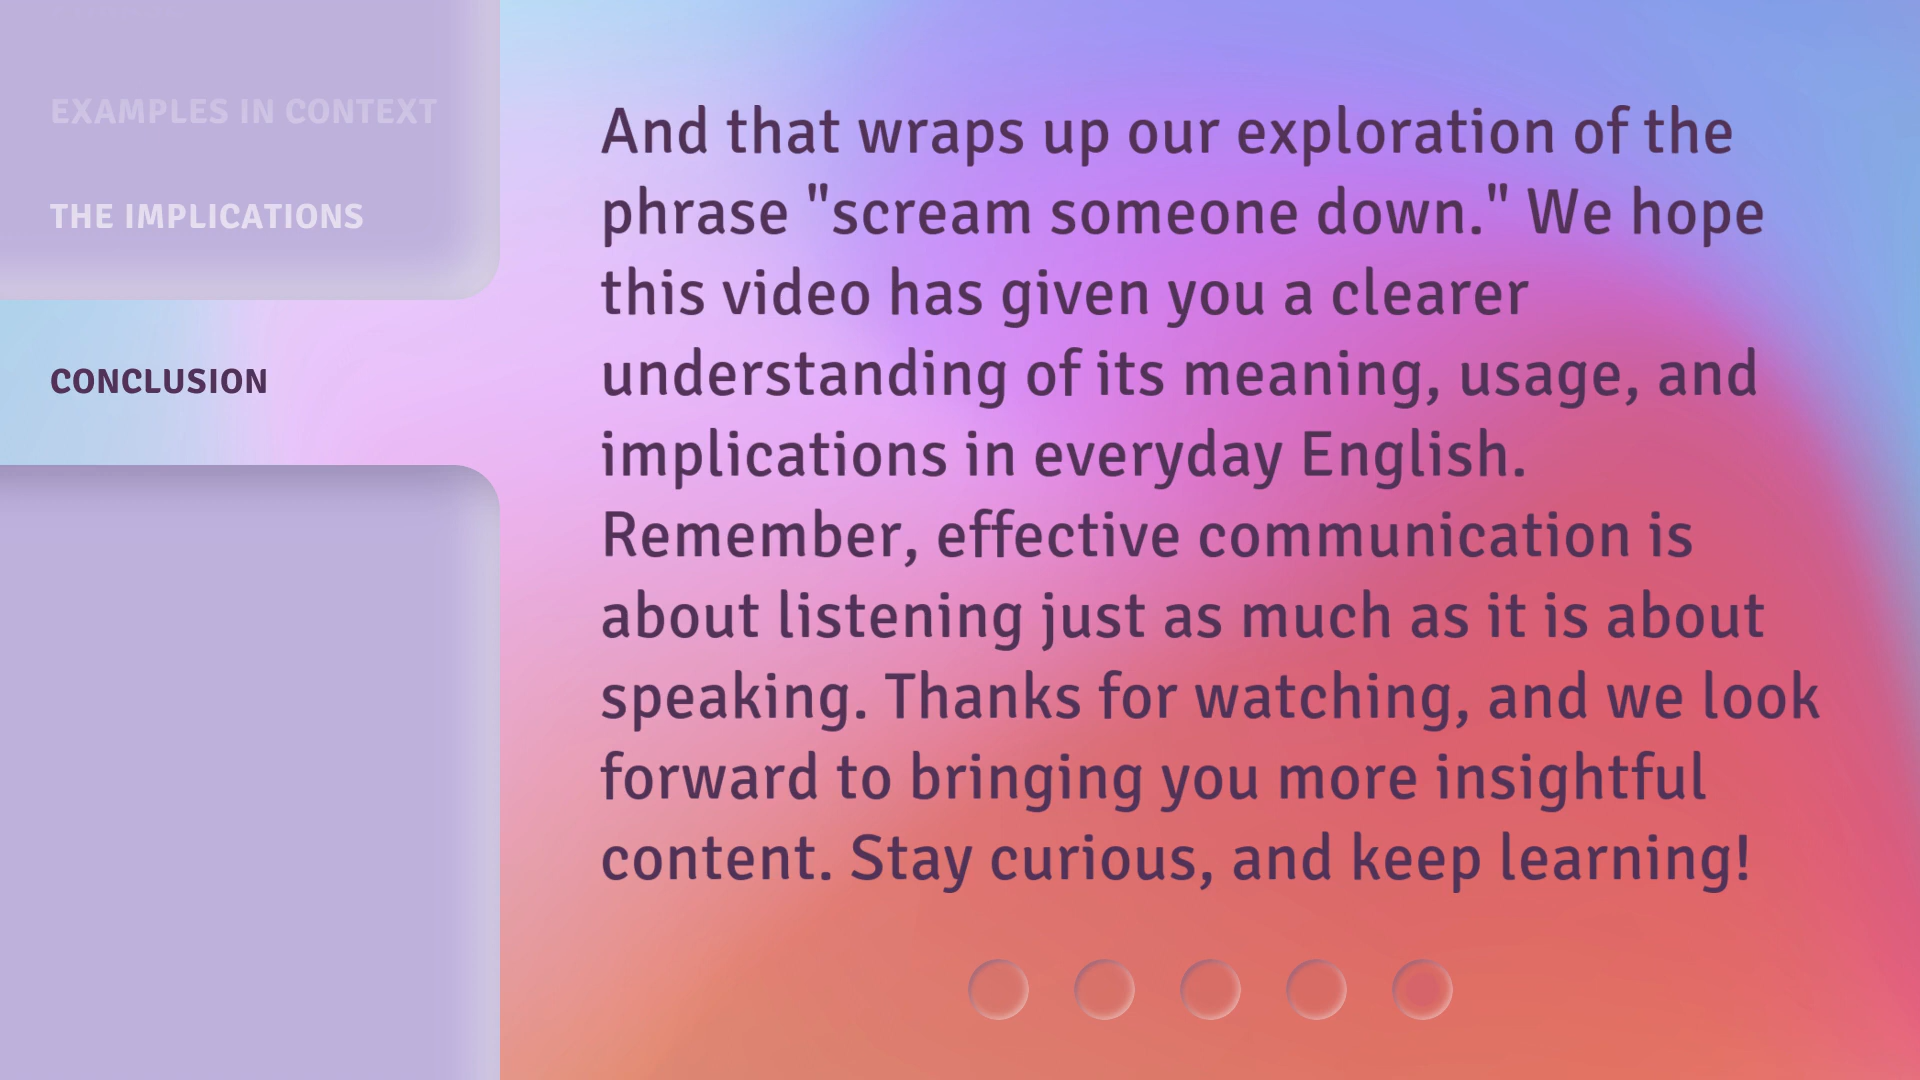 EXAMPLES IN CONTEXT
THE IMPLICATIONS
CONCLUSION
And that wraps up our exploration of the
phrase "scream someone down." We hope
this video has given you a clearer
understanding of its meaning, usage, and
implications in everyday English.
Remember, effective communication is
about listening just as much as it is about
speaking. Thanks for watching, and we look
forward to bringing you more insightful
content. Stay curious, and keep learning!